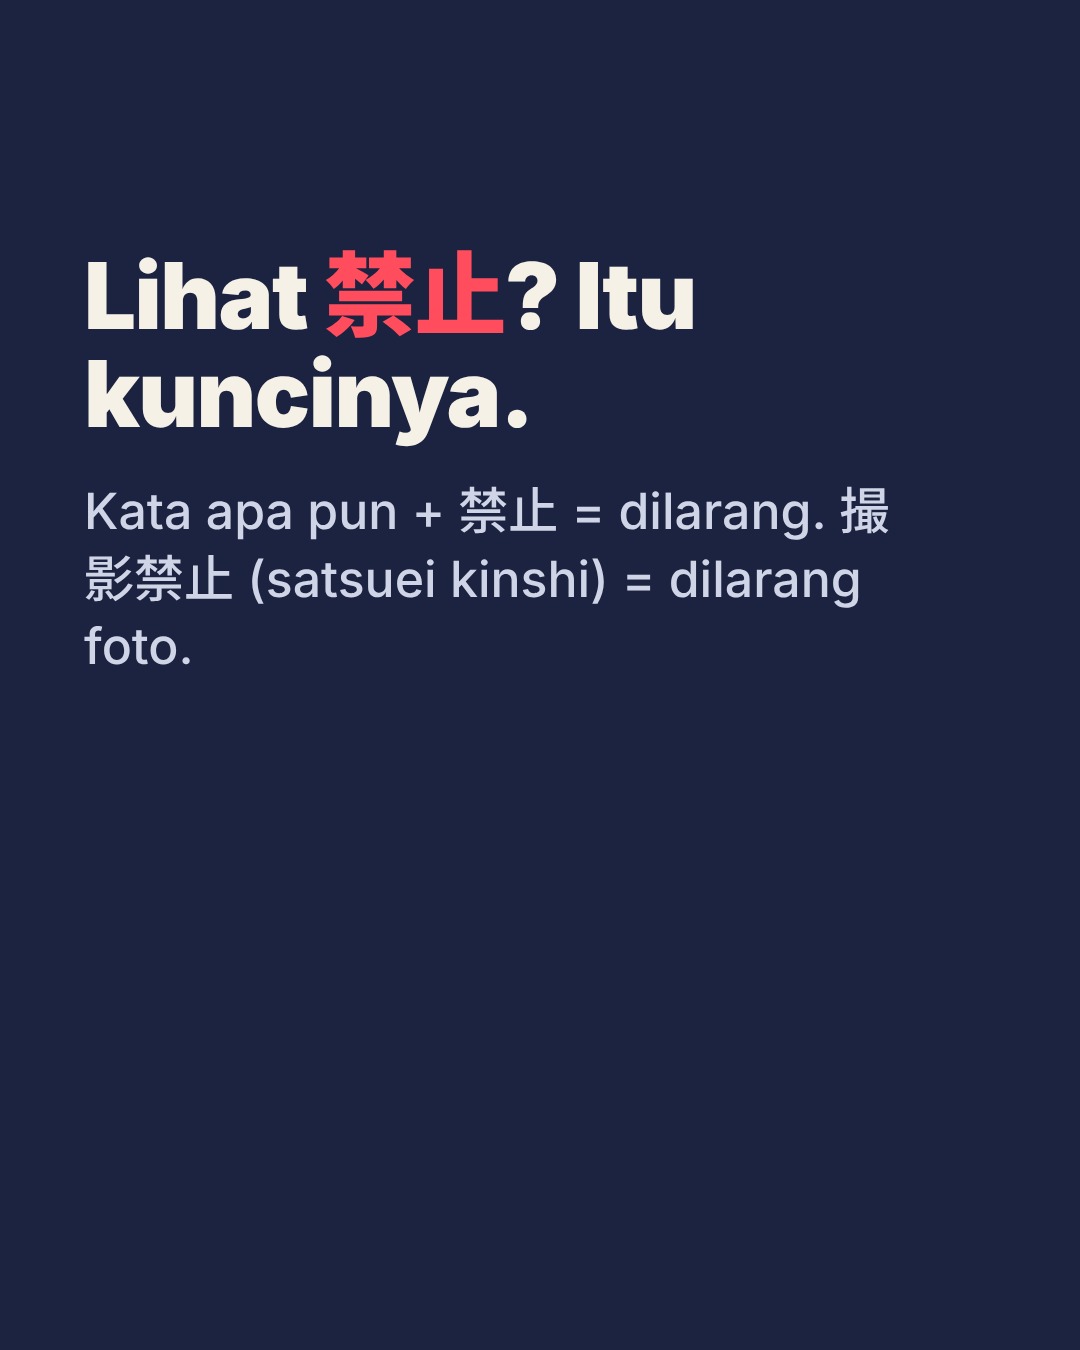 Lihat 禁止? Itu
kuncinya.
Kata apa pun + 禁止 = dilarang. 撮
影禁止 (satsuei kinshi) = dilarang
foto.